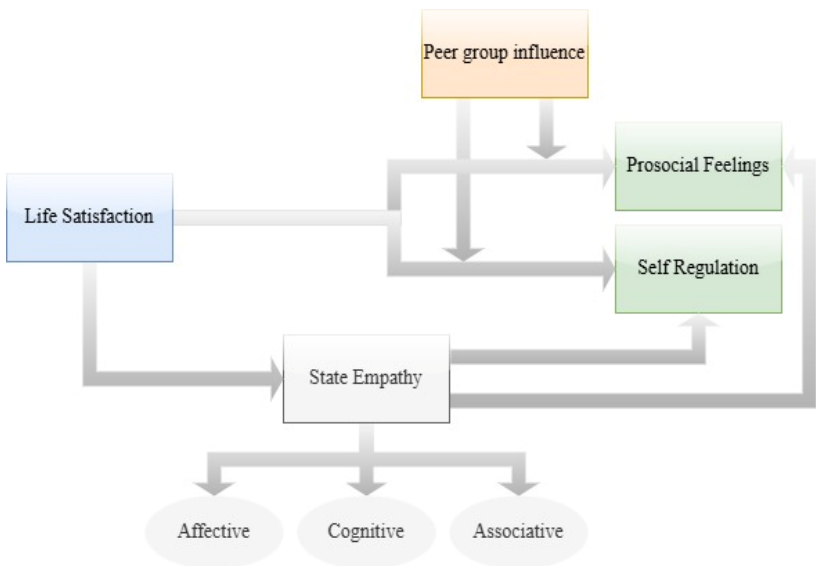 Peer group influence
Prosocial Feelings
Life Satisfaction
Self Regulation
State Empathy
Affective
Cognitive
Associative